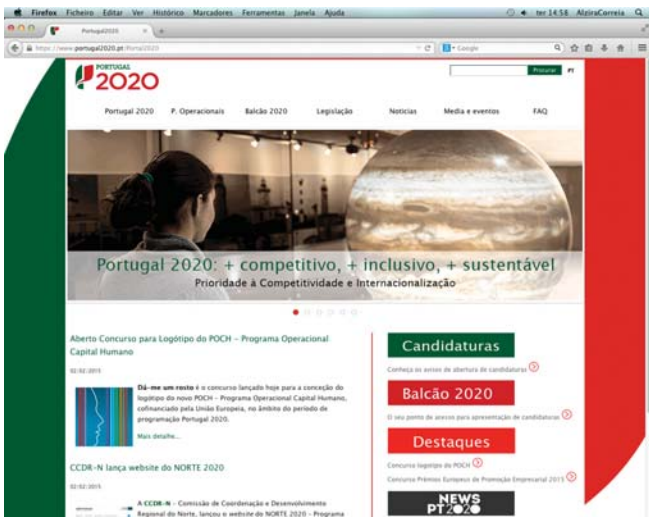 Firefox Ficheiro Editar Ver Histórico Marcadores Ferramentas Janela Ajuda
ter 14:58 AlziraCorreia
Portugal2020
https://www.portugal2020.pt/Portal2020
Google
PORTUGAL
2020
Procurar PT
Portugal 2020 P. Operacionais Balcão 2020 Legislação Notícias Media e eventos FAQ
Portugal 2020: + competitivo, + inclusivo, + sustentável
Prioridade à Competitividade e Internacionalização
Aberto Concurso para Logótipo do POCH – Programa Operacional
Capital Humano
02/02/2015
Dá-me um rosto é o concurso lançado hoje para a conceção do
logótipo do novo POCH – Programa Operacional Capital Humano,
cofinanciado pela União Europeia, no âmbito do período de
programação Portugal 2020.
Mais detalhe...
CCDR-N lança website do NORTE 2020
02/02/2015
A CCDR-N – Comissão de Coordenação e Desenvolvimento
Regional do Norte, lançou o website do NORTE 2020 – Programa
Candidaturas
Conheça os avisos de abertura de candidaturas
Balcão 2020
O seu ponto de acesso para apresentação de candidaturas
Destaques
Concurso logótipo do POCH
Concurso Prémios Europeus de Promoção Empresarial 2015
NEWS
PT2020